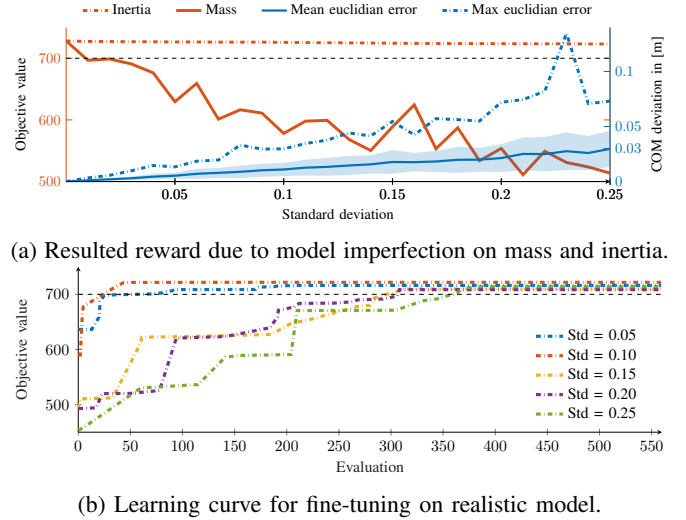 Inertia Mass Mean euclidian error Max euclidian error
700
600
500
Objective value
0.1
0.05
0.03
0
COM deviation in [m]
0.05 0.1 0.15 0.2 0.25
Standard deviation
(a) Resulted reward due to model imperfection on mass and inertia.
700
600
500
Objective value
Std = 0.05
Std = 0.10
Std = 0.15
Std = 0.20
Std = 0.25
0 50 100 150 200 250 300 350 400 450 500 550
Evaluation
(b) Learning curve for fine-tuning on realistic model.